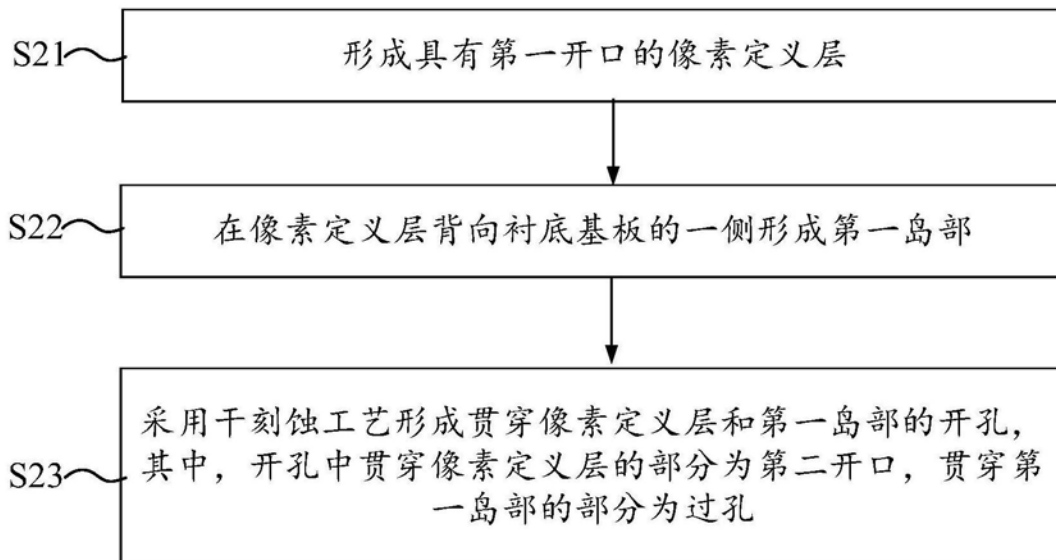 S21
形成具有第一开口的像素定义层
S22
在像素定义层背向衬底基板的一侧形成第一岛部
S23
采用干刻蚀工艺形成贯穿像素定义层和第一岛部的开孔，
其中，开孔中贯穿像素定义层的部分为第二开口，贯穿第
一岛部的部分为过孔